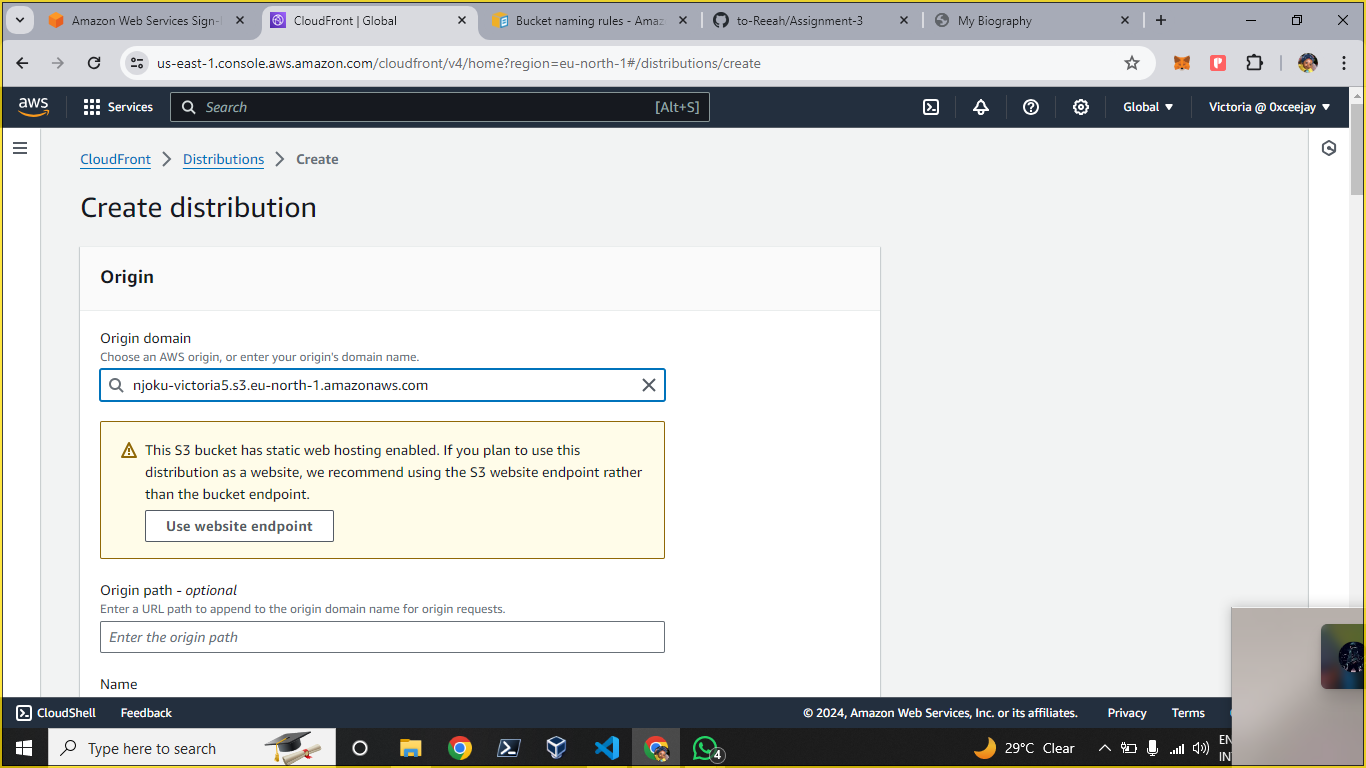 Amazon Web Services Sign-
CloudFront | Global
Bucket naming rules - Amaz
to-Reeah/Assignment-3
My Biography
us-east-1.console.aws.amazon.com/cloudfront/v4/home?region=eu-north-1#/distributions/create
aws
Services
Search
[Alt+S]
Global
Victoria @ 0xceejay
CloudFront
Distributions
Create
Create distribution
Origin
Origin domain
Choose an AWS origin, or enter your origin's domain name.
njoku-victoria5.s3.eu-north-1.amazonaws.com
This S3 bucket has static web hosting enabled. If you plan to use this
distribution as a website, we recommend using the S3 website endpoint rather
than the bucket endpoint.
Use website endpoint
Origin path - optional
Enter a URL path to append to the origin domain name for origin requests.
Enter the origin path
Name
CloudShell
Feedback
© 2024, Amazon Web Services, Inc. or its affiliates.
Privacy
Terms
Type here to search
4
29°C Clear
EN
IN